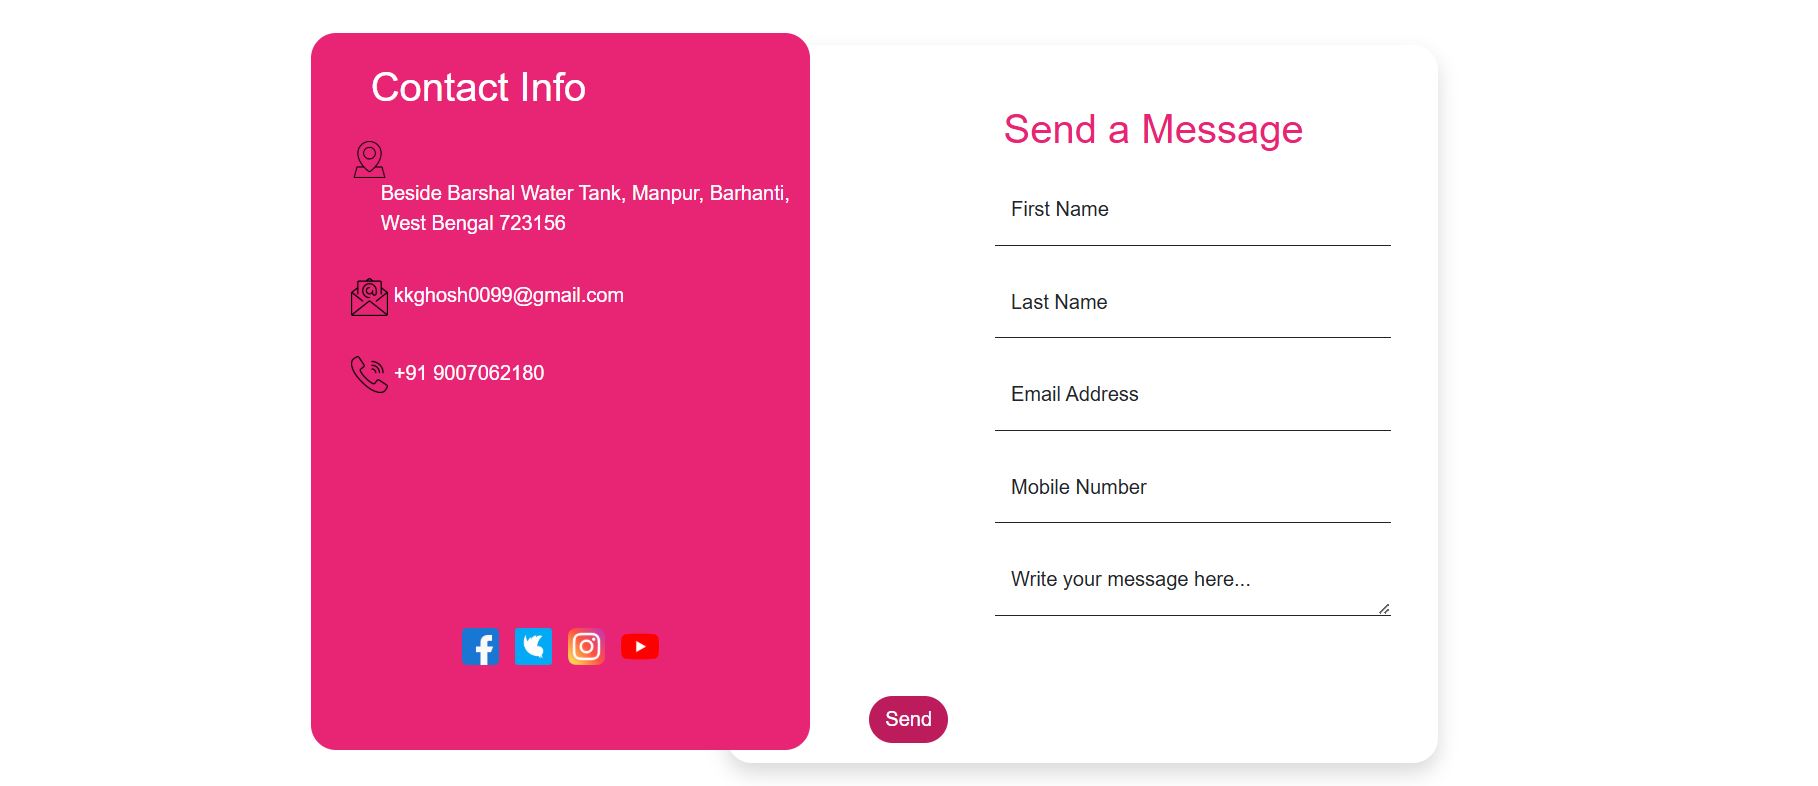 Contact Info
Beside Barshal Water Tank, Manpur, Barhanti,
West Bengal 723156
kkghosh0099@gmail.com
+91 9007062180
Send a Message
First Name
Last Name
Email Address
Mobile Number
Write your message here...
Send